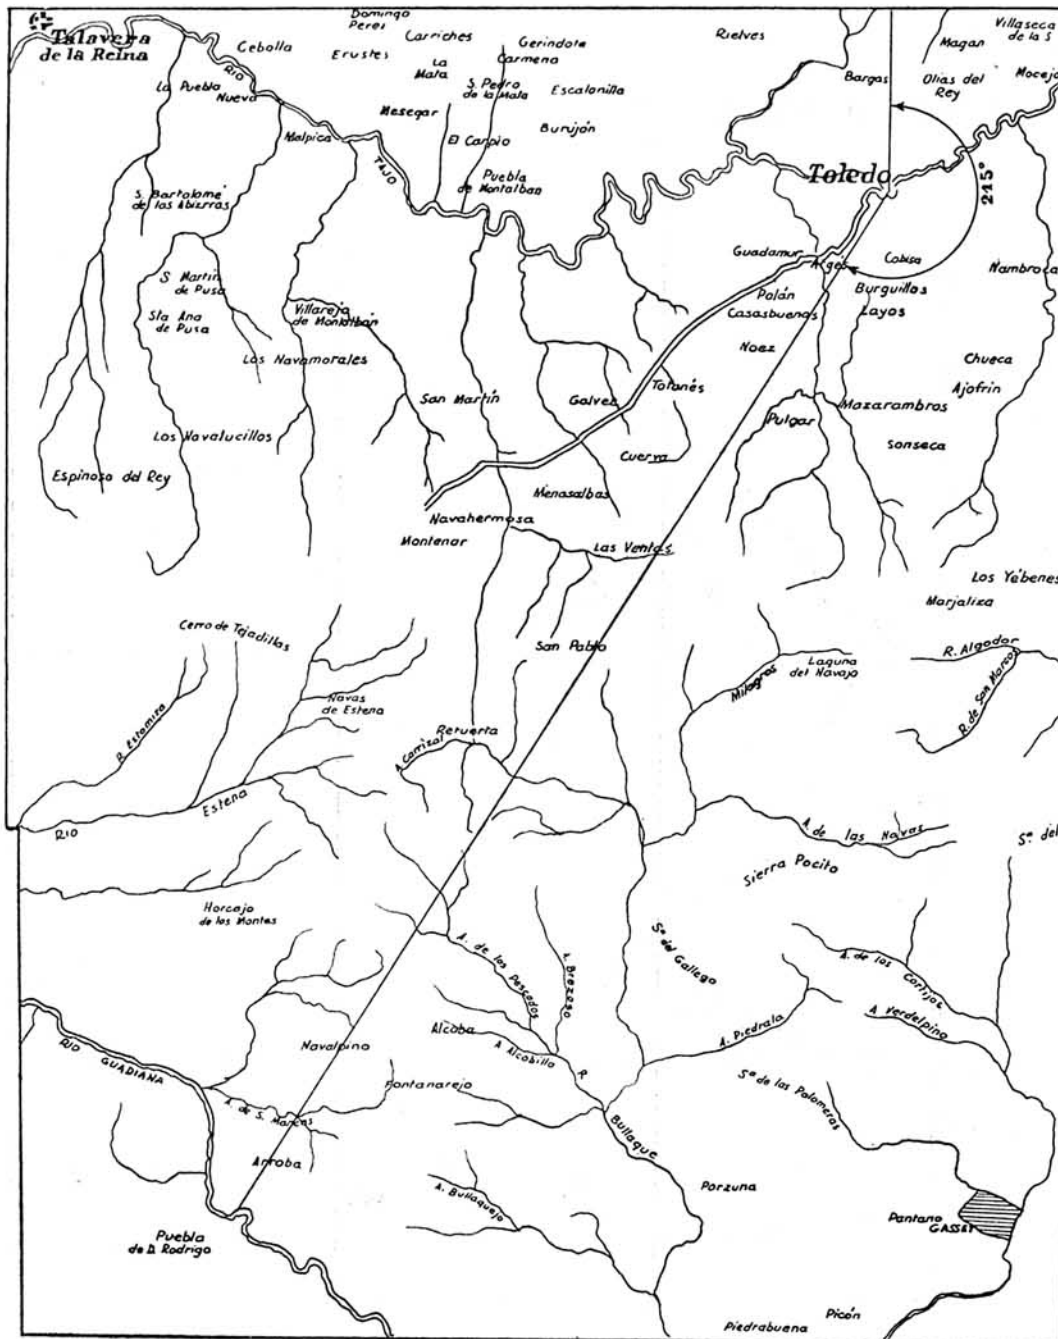 Talavera
de la Reina
Cebolla
Domingo
Perez
Erustes
Carriches
La
Mata
Gerindote
Carmena
S. Pedro
de la Mata
Escalonilla
Rielves
Bargas
Magan
Villaseca
de la S
Olias del
Rey
Moceja
La Puebla
Nueva
RIO
TAJO
Malpica
Mesegar
El Carpio
Burujón
Puebla
de Montalban
Toledo
215°
S. Bartolomé
de las Abiertas
S Martin
de Pusa
Sta Ana
de Pusa
Villarejo
de Montalbán
Los Navamorales
Guadamur
Argés
Cobisa
Nambroca
Polán
Casasbuenas
Burguillos
Layos
Noez
Chueca
Ajofrin
San Martín
Galvez
Totanés
Pulgar
Mazarambros
Sonseca
Los Navalucillos
Espinoso del Rey
Cuerva
Menasalbas
Navahermosa
Montenar
Las Ventas
Los Yébenes
Marjaliza
Cerro de Tejadillas
San Pablo
R. Algodor
R. de San Marcos
Laguna
del Navajo
Milagros
Navas
de Estena
R. Estomiza
Retuerta
A. Carrizal
RIO
Estena
A. de las Navas
Sª del
Sierra Pocito
Horcajo
de los Montes
A. de los Pescados
A. Brezoso
Sª del Gallego
A. de los Cortijos
A Verdelpino
RIO
GUADIANA
Navalpino
Alcoba
A Alcobilla
R.
Bullaque
A. Piedrala
Sª de las Palomeras
Fontanarejo
A. de S. Marcos
Arroba
A. Bullaquejo
Porzuna
Pantano
GASSET
Puebla
de D. Rodrigo
Picón
Piedrabuena